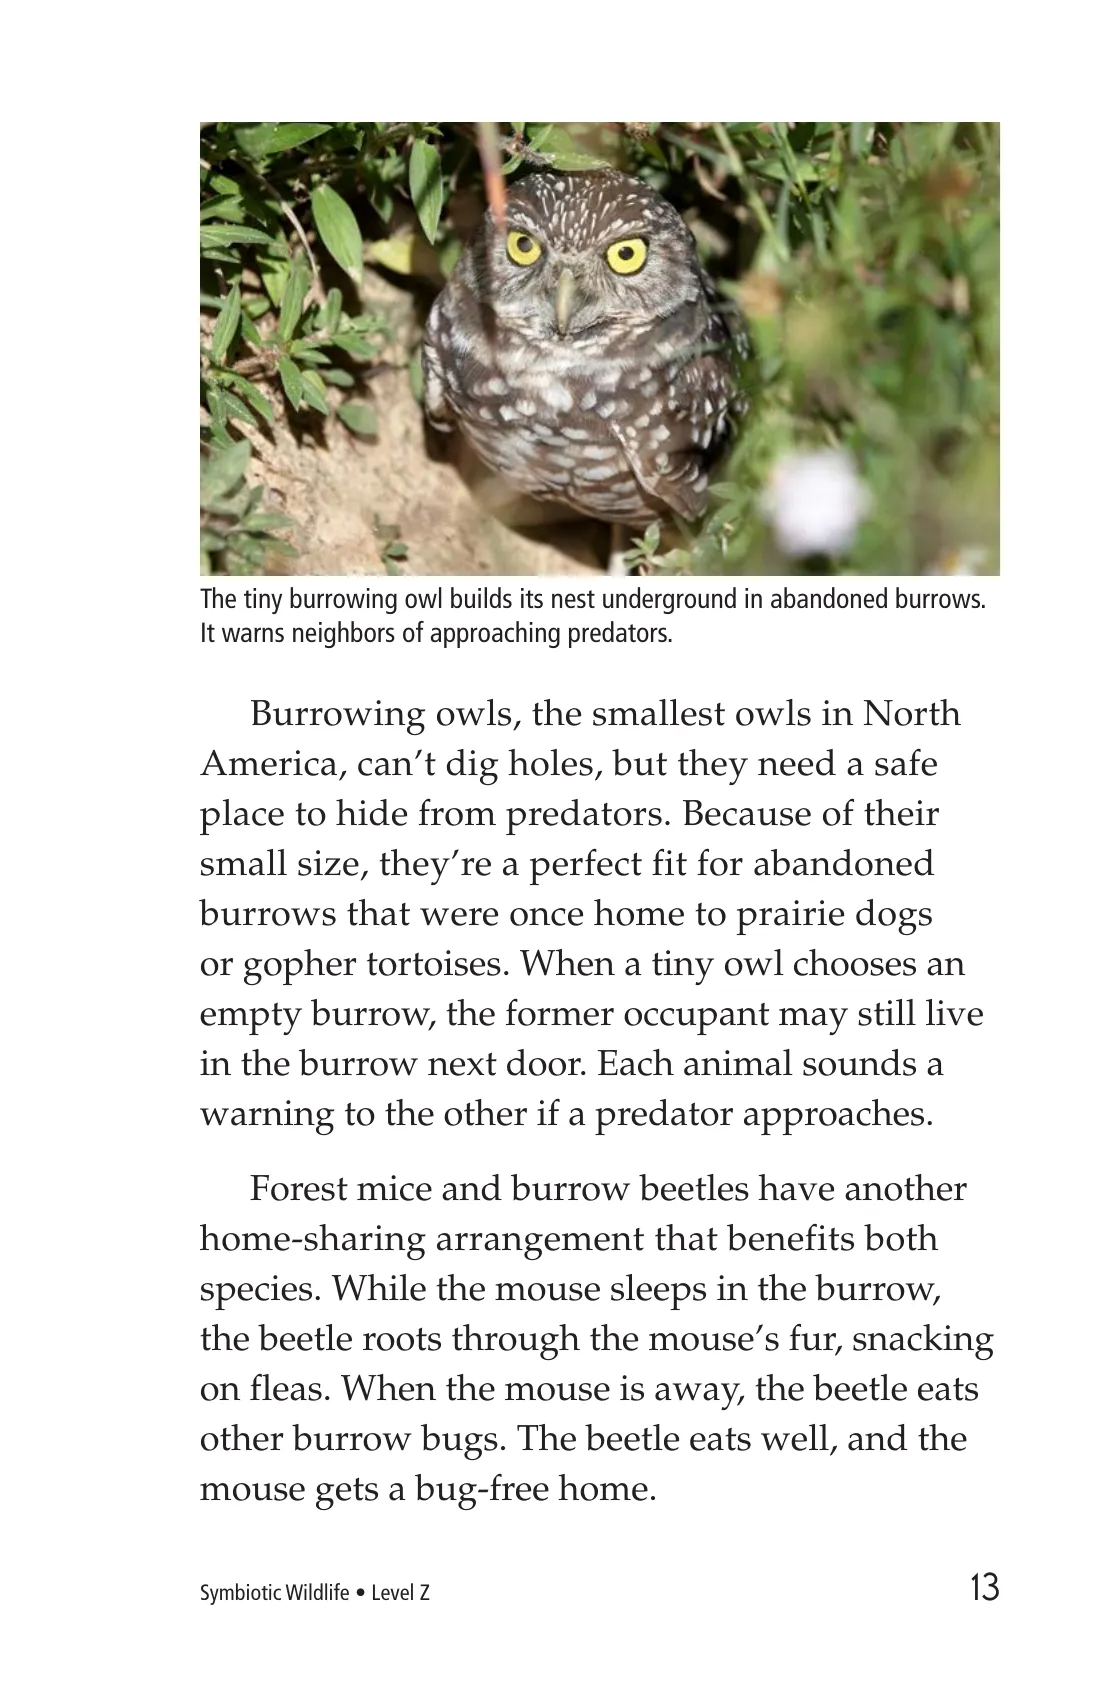 The tiny burrowing owl builds its nest underground in abandoned burrows.
It warns neighbors of approaching predators.
Burrowing owls, the smallest owls in North
America, can’t dig holes, but they need a safe
place to hide from predators. Because of their
small size, they’re a perfect fit for abandoned
burrows that were once home to prairie dogs
or gopher tortoises. When a tiny owl chooses an
empty burrow, the former occupant may still live
in the burrow next door. Each animal sounds a
warning to the other if a predator approaches.
Forest mice and burrow beetles have another
home-sharing arrangement that benefits both
species. While the mouse sleeps in the burrow,
the beetle roots through the mouse’s fur, snacking
on fleas. When the mouse is away, the beetle eats
other burrow bugs. The beetle eats well, and the
mouse gets a bug-free home.
Symbiotic Wildlife • Level Z 13